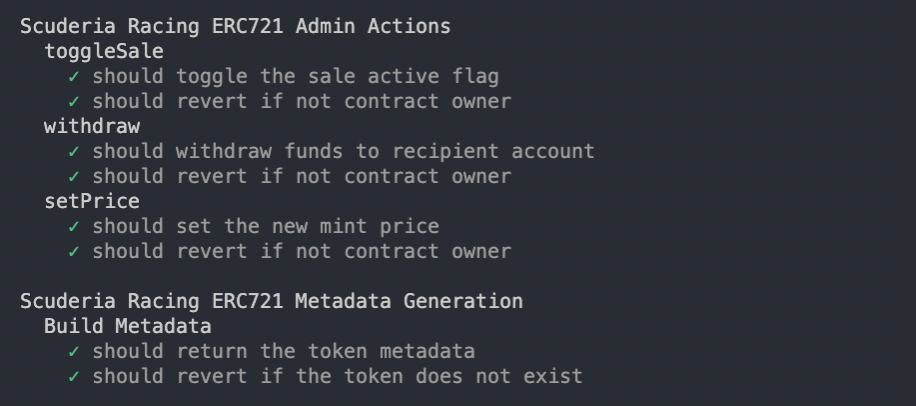 Scuderia Racing ERC721 Admin Actions
toggleSale
✓ should toggle the sale active flag
✓ should revert if not contract owner
withdraw
✓ should withdraw funds to recipient account
✓ should revert if not contract owner
setPrice
✓ should set the new mint price
✓ should revert if not contract owner
Scuderia Racing ERC721 Metadata Generation
Build Metadata
✓ should return the token metadata
✓ should revert if the token does not exist